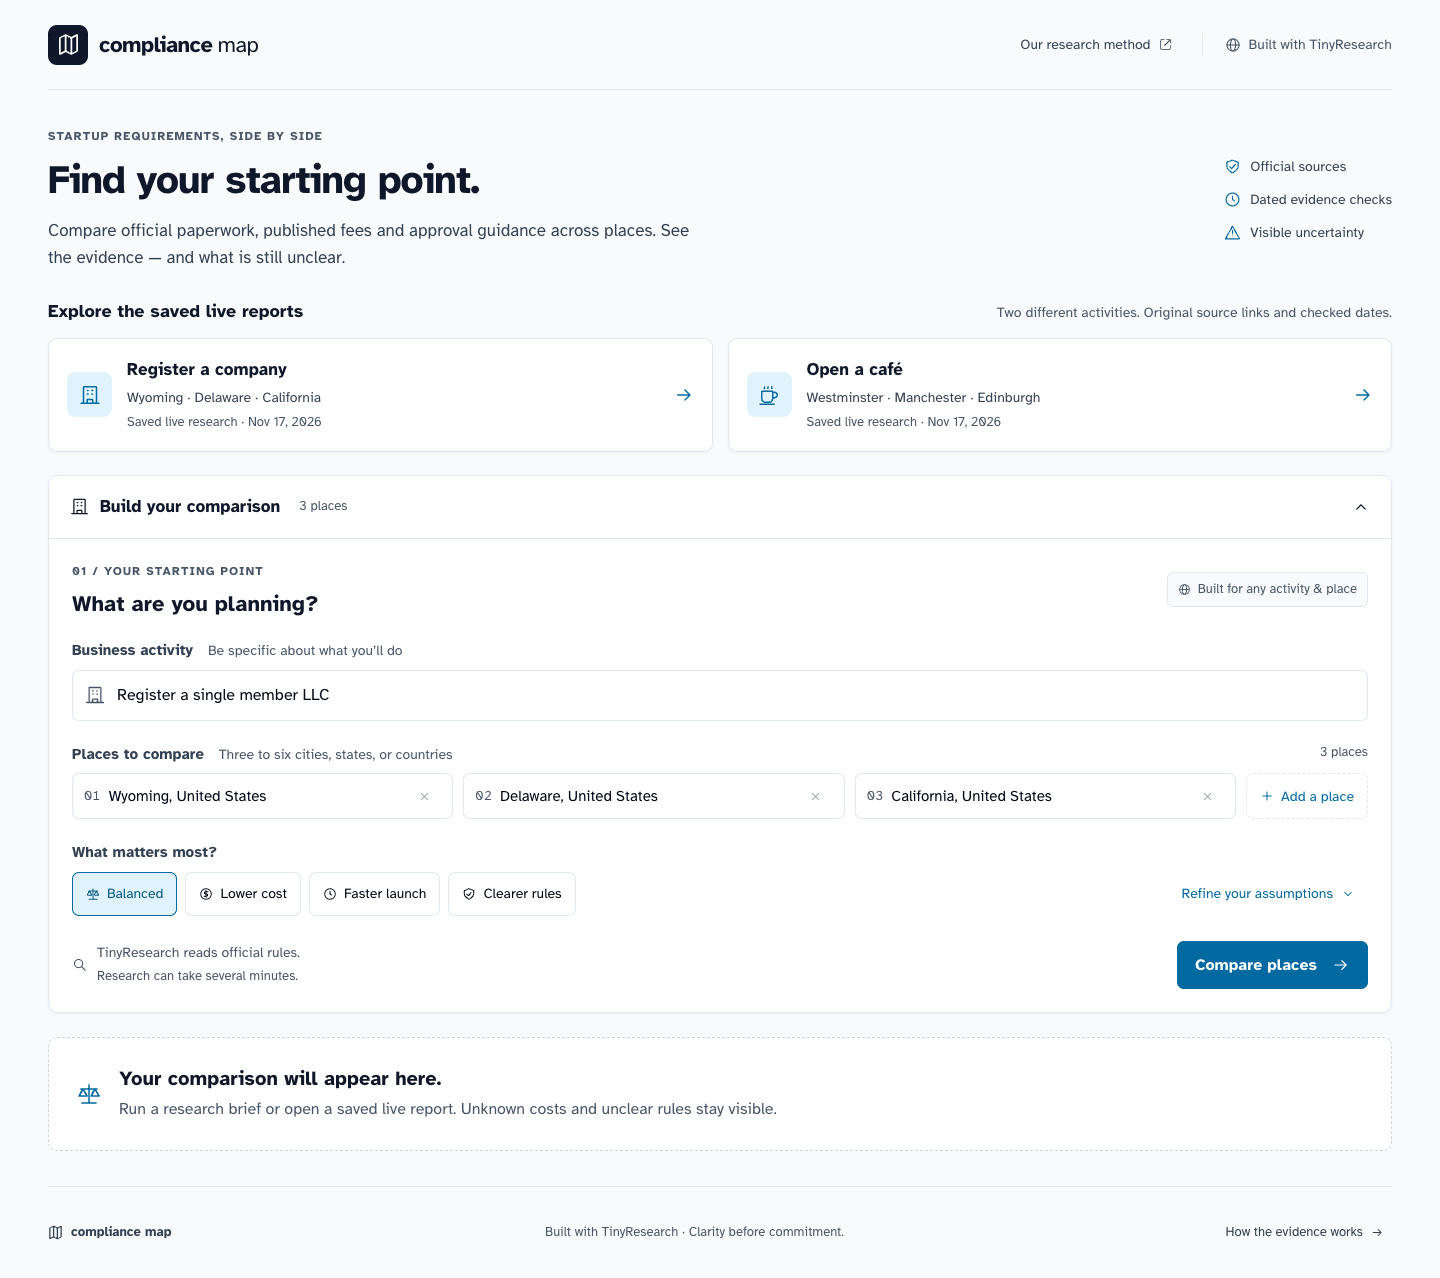 compliance map
Our research method
Built with TinyResearch
STARTUP REQUIREMENTS, SIDE BY SIDE
Find your starting point.
Compare official paperwork, published fees and approval guidance across places. See
the evidence — and what is still unclear.
Official sources
Dated evidence checks
Visible uncertainty
Explore the saved live reports
Two different activities. Original source links and checked dates.
Register a company
Wyoming · Delaware · California
Saved live research · Nov 17, 2026
Open a café
Westminster · Manchester · Edinburgh
Saved live research · Nov 17, 2026
Build your comparison
3 places
01 / YOUR STARTING POINT
What are you planning?
Built for any activity & place
Business activity
Be specific about what you’ll do
Register a single member LLC
Places to compare
Three to six cities, states, or countries
3 places
01 Wyoming, United States ×
02 Delaware, United States ×
03 California, United States ×
+ Add a place
What matters most?
Balanced
Lower cost
Faster launch
Clearer rules
Refine your assumptions
TinyResearch reads official rules.
Research can take several minutes.
Compare places →
Your comparison will appear here.
Run a research brief or open a saved live report. Unknown costs and unclear rules stay visible.
compliance map
Built with TinyResearch · Clarity before commitment.
How the evidence works →